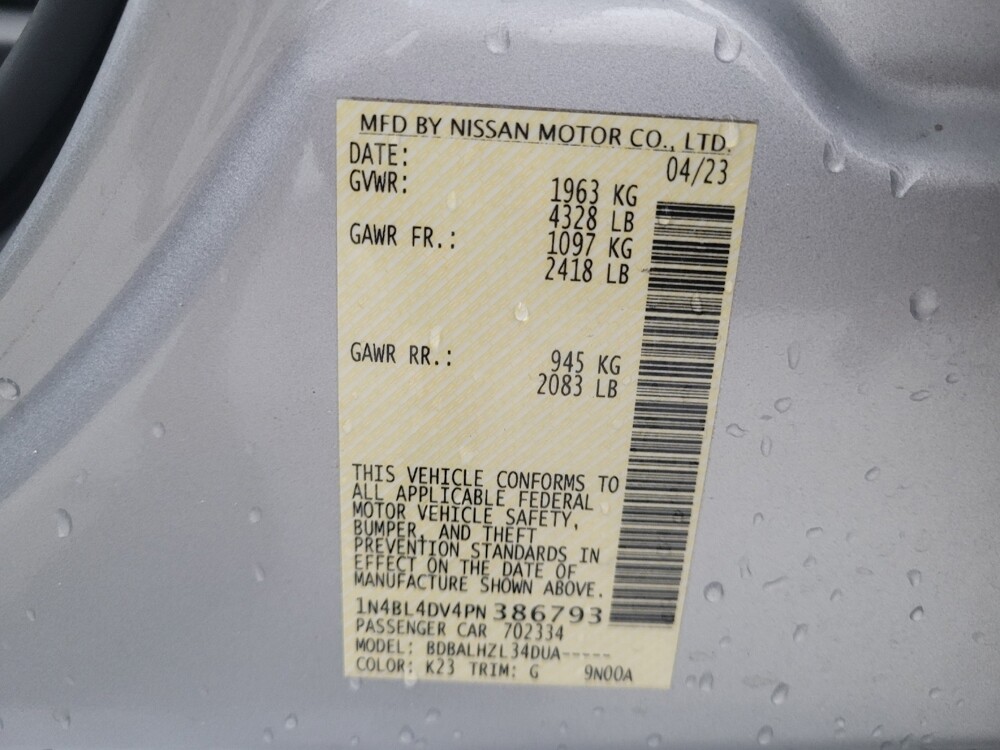 MFD BY NISSAN MOTOR CO., LTD.
DATE: 04/23
GVWR: 1963 KG
4328 LB
GAWR FR.: 1097 KG
2418 LB
GAWR RR.: 945 KG
2083 LB
THIS VEHICLE CONFORMS TO
ALL APPLICABLE FEDERAL
MOTOR VEHICLE SAFETY,
BUMPER, AND THEFT
PREVENTION STANDARDS IN
EFFECT ON THE DATE OF
MANUFACTURE SHOWN ABOVE.
1N4BL4DV4PN386793
PASSENGER CAR 702334
MODEL: BDBALHZL34DUA-----
COLOR: K23 TRIM: G 9N00A